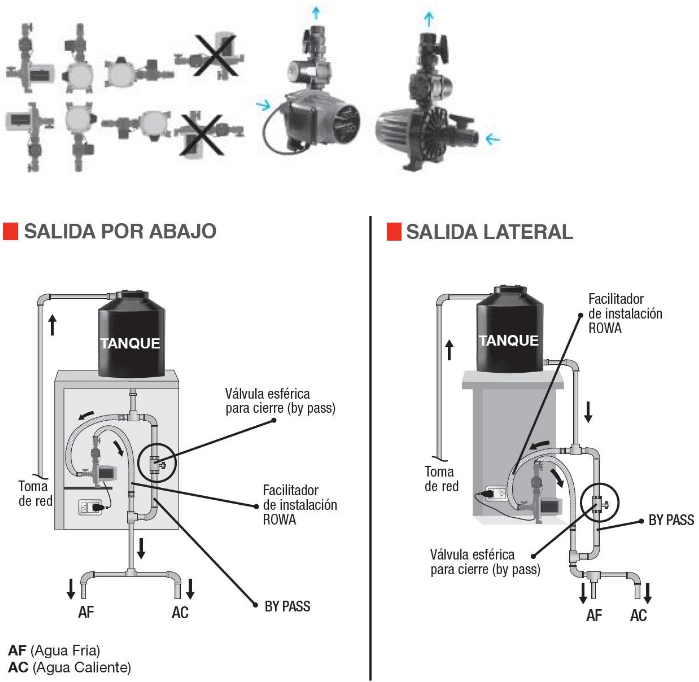 SALIDA POR ABAJO
TANQUE
Válvula esférica
para cierre (by pass)
Toma
de red
Facilitador
de instalación
ROWA
BY PASS
AF
AC
AF (Agua Fría)
AC (Agua Caliente)
SALIDA LATERAL
Facilitador
de instalación
ROWA
TANQUE
Toma
de red
BY PASS
Válvula esférica
para cierre (by pass)
AF
AC